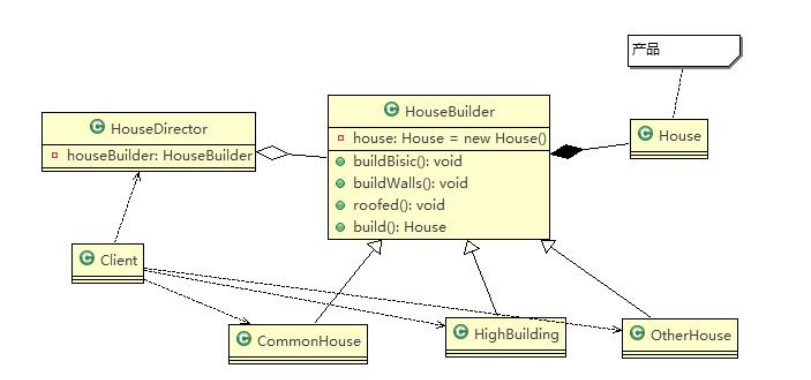 产品
HouseBuilder
HouseDirector
house: House = new House()
House
houseBuilder: HouseBuilder
buildBisic(): void
buildWalls(): void
roofed(): void
build(): House
Client
CommonHouse
HighBuilding
OtherHouse